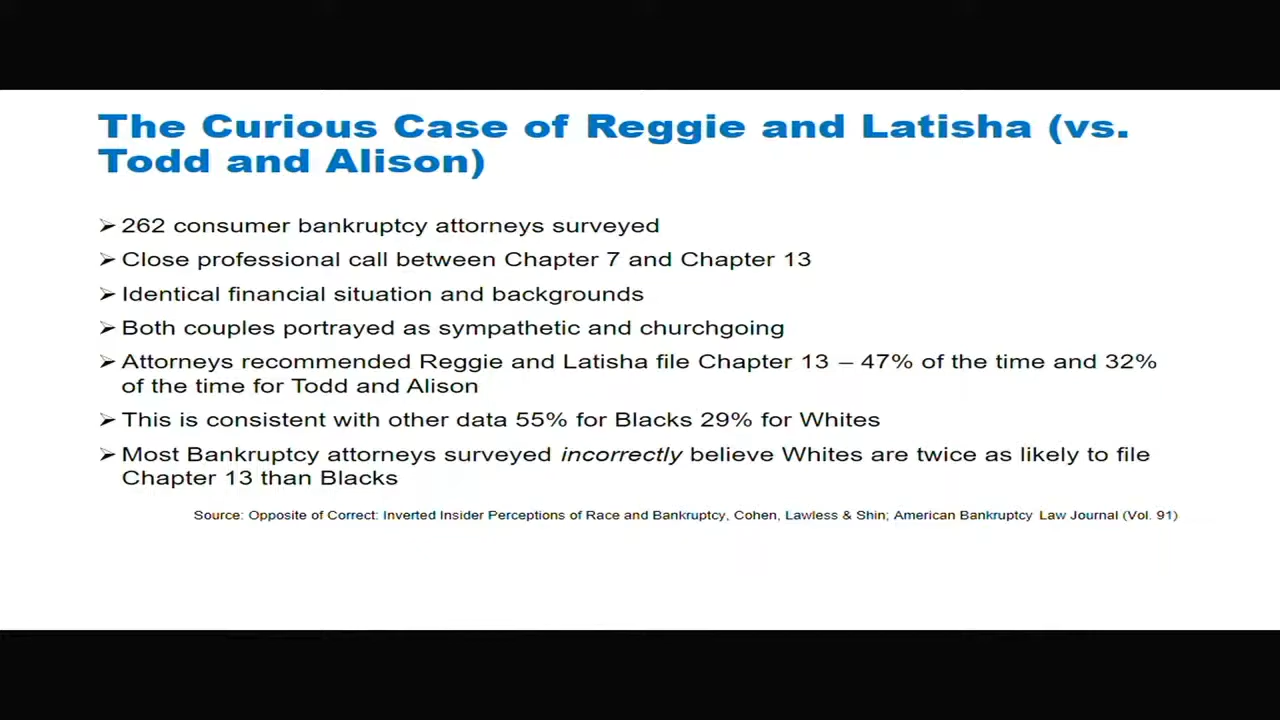 The Curious Case of Reggie and Latisha (vs.
Todd and Alison)
➢ 262 consumer bankruptcy attorneys surveyed
➢ Close professional call between Chapter 7 and Chapter 13
➢ Identical financial situation and backgrounds
➢ Both couples portrayed as sympathetic and churchgoing
➢ Attorneys recommended Reggie and Latisha file Chapter 13 – 47% of the time and 32%
of the time for Todd and Alison
➢ This is consistent with other data 55% for Blacks 29% for Whites
➢ Most Bankruptcy attorneys surveyed incorrectly believe Whites are twice as likely to file
Chapter 13 than Blacks
Source: Opposite of Correct: Inverted Insider Perceptions of Race and Bankruptcy, Cohen, Lawless & Shin; American Bankruptcy Law Journal (Vol. 91)